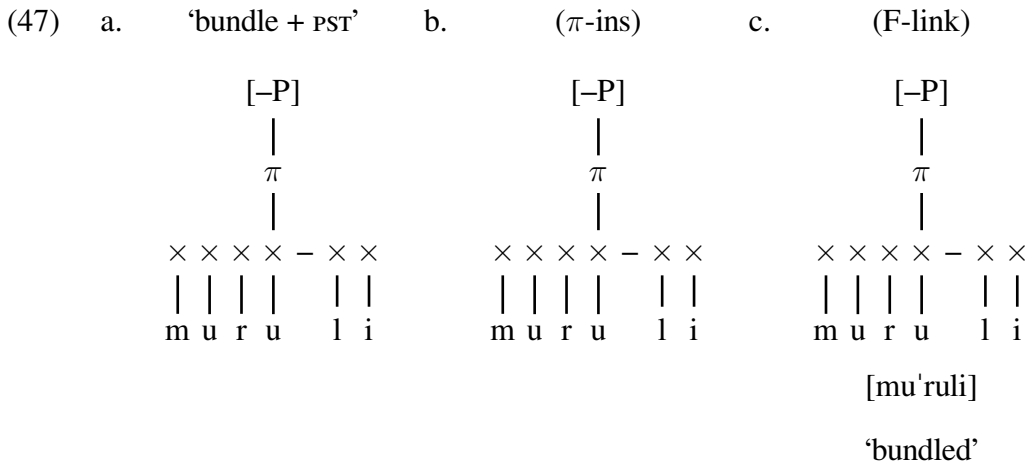 (47) a. ‘bundle + PST’ b. (π-ins) c. (F-link)
[–P] [–P] [–P]
π π π
× × × × – × × × × × × – × × × × × × – × ×
m u r u l i m u r u l i m u r u l i
[muˈruli]
‘bundled’